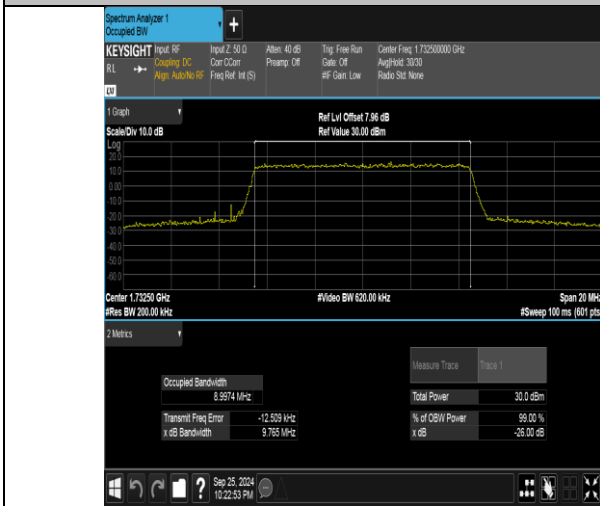 Spectrum Analyzer 1
Occupied BW
+
KEYSIGHT Input: RF Input Z: 50 Ω Atten: 40 dB Trig: Free Run Center Freq: 1.732500000 GHz
RL Coupling: DC Corr CCorr Preamp: Off Gate: Off Avg|Hold: 30/30
Align: Auto/No RF Freq Ref: Int (S) #IF Gain: Low Radio Std: None
1 Graph
Ref Lvl Offset 7.96 dB
Scale/Div 10.0 dB Ref Value 30.00 dBm
Log
20.0
10.0
0.00
-10.0
-20.0
-30.0
-40.0
-50.0
-60.0
Center 1.73250 GHz #Video BW 620.00 kHz Span 20 MHz
#Res BW 200.00 kHz #Sweep 100 ms (601 pts
2 Metrics
Measure Trace Trace 1
Occupied Bandwidth
8.9974 MHz
Total Power 30.0 dBm
Transmit Freq Error -12.509 kHz
% of OBW Power 99.00 %
x dB Bandwidth 9.765 MHz
x dB -26.00 dB
?
Sep 25, 2024
10:22:53 PM